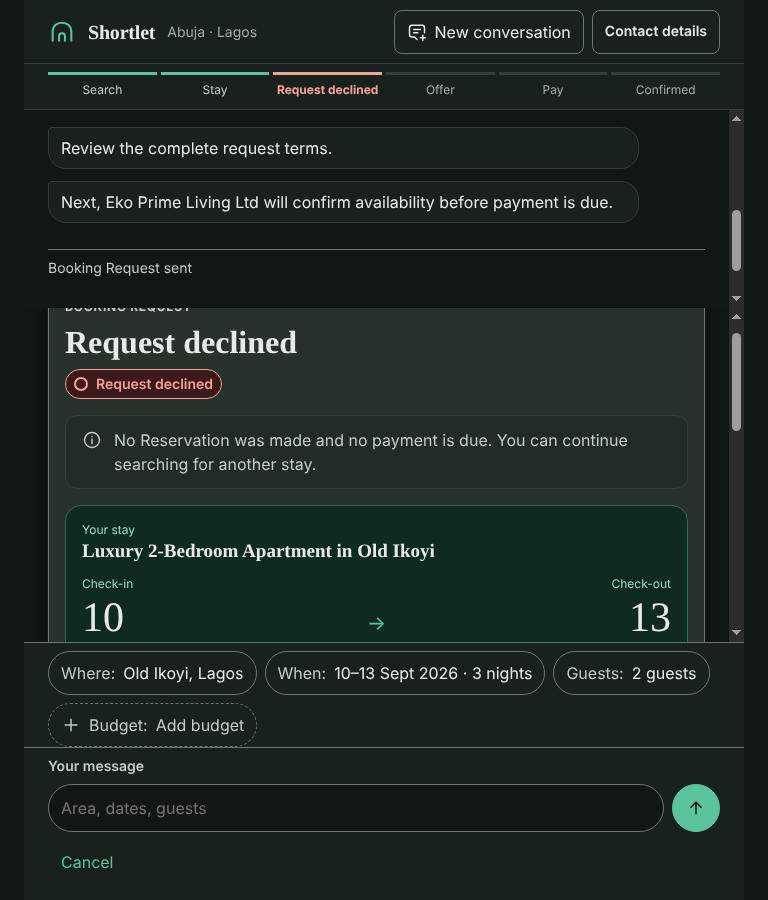 Shortlet Abuja · Lagos New conversation Contact details
Search Stay Request declined Offer Pay Confirmed
Review the complete request terms.
Next, Eko Prime Living Ltd will confirm availability before payment is due.
Booking Request sent
Request declined
Request declined
No Reservation was made and no payment is due. You can continue
searching for another stay.
Your stay
Luxury 2-Bedroom Apartment in Old Ikoyi
Check-in Check-out
10 → 13
Where: Old Ikoyi, Lagos When: 10–13 Sept 2026 · 3 nights Guests: 2 guests
Budget: Add budget
Your message
Area, dates, guests
Cancel